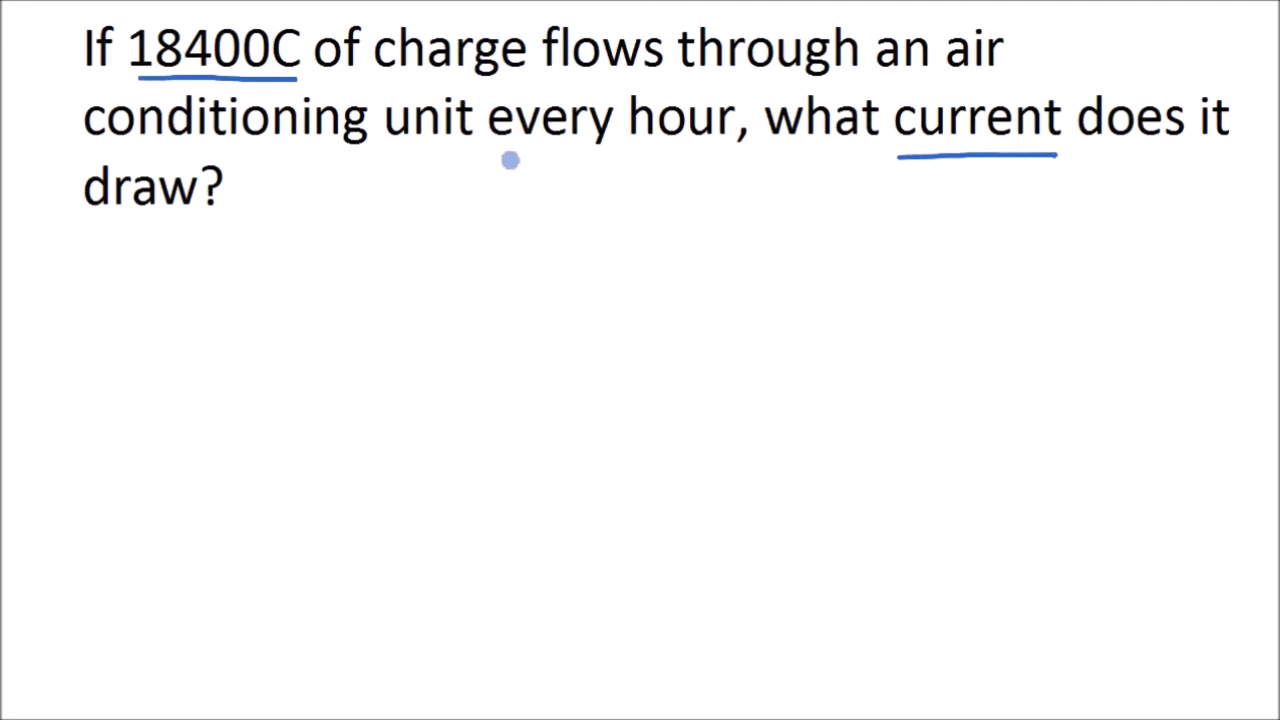 If 18400C of charge flows through an air
conditioning unit every hour, what current does it
draw?